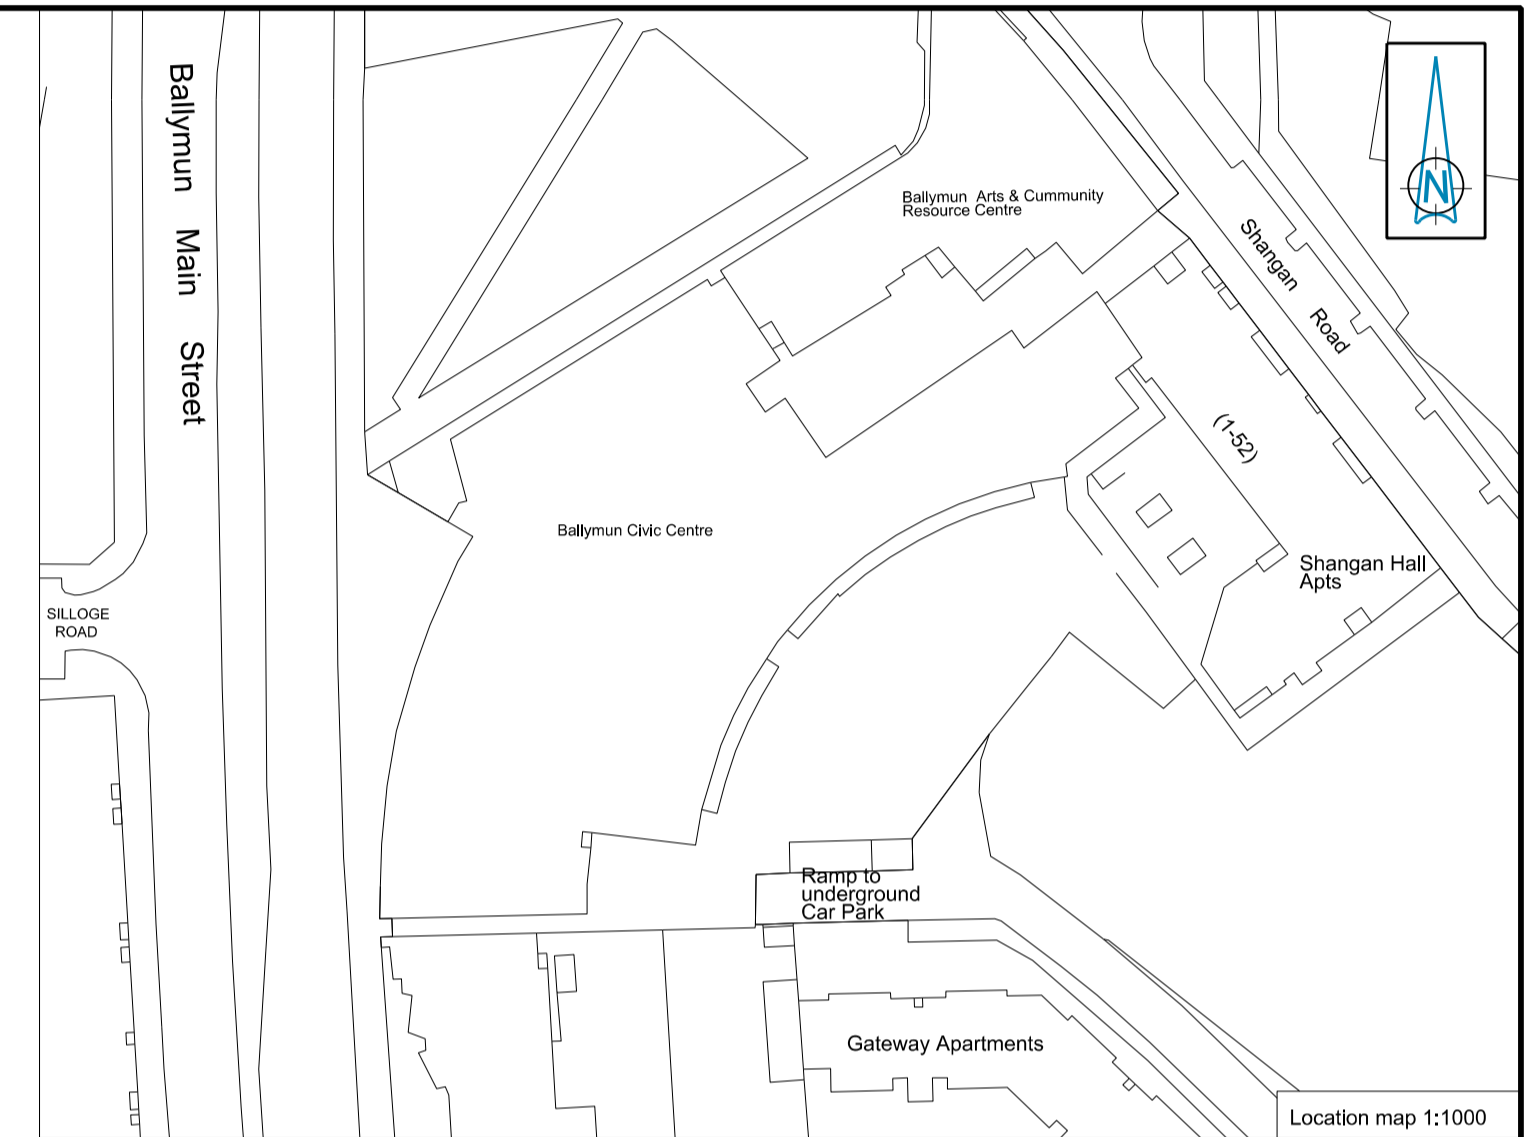 Ballymun Main Street
Ballymun Arts & Cummunity
Resource Centre
Shangan Road
N
(1-52)
Ballymun Civic Centre
Shangan Hall
Apts
SILLOGE
ROAD
Ramp to
underground
Car Park
Gateway Apartments
Location map 1:1000